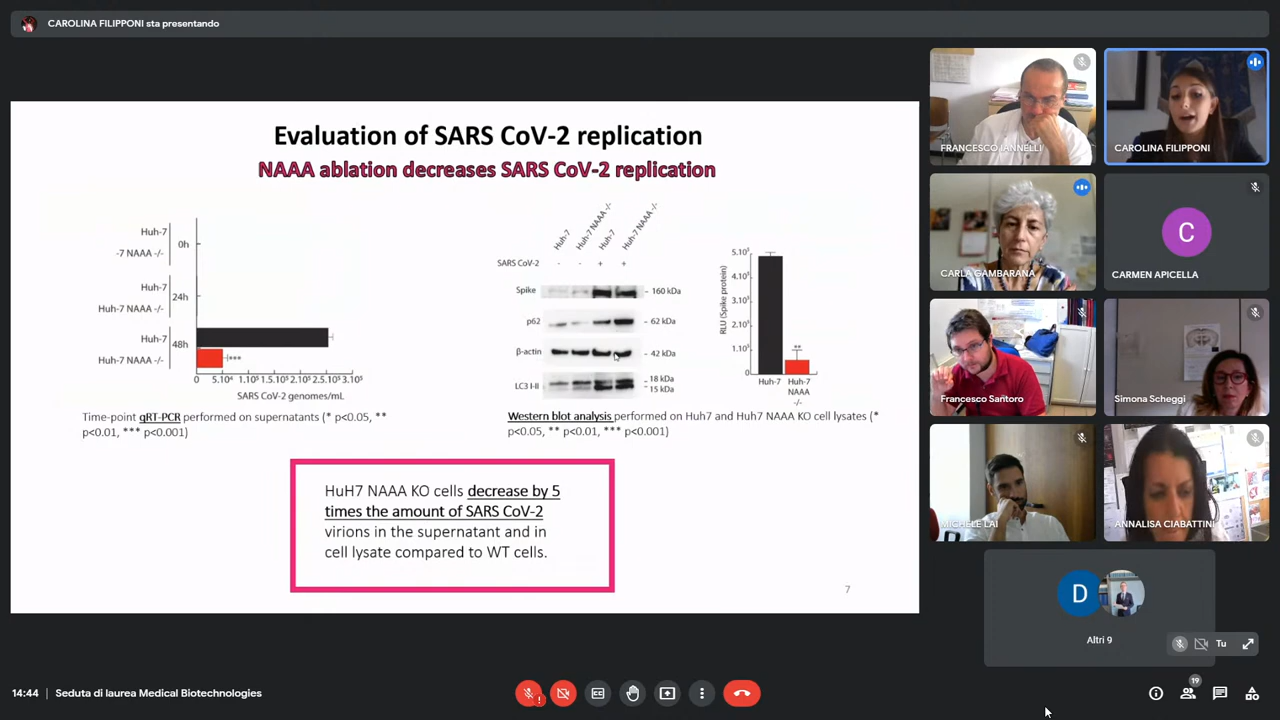 CAROLINA FILIPPONI sta presentando
Evaluation of SARS CoV-2 replication
NAAA ablation decreases SARS CoV-2 replication
Huh-7
-7 NAAA -/-
0h
Huh-7
Huh-7 NAAA -/-
24h
Huh-7
Huh-7 NAAA -/-
48h
***
0 5.10⁴ 1.10⁵ 1.5.10⁵ 2.10⁵ 2.5.10⁵ 3.10⁵
SARS CoV-2 genomes/mL
Time-point qRT-PCR performed on supernatants (* p<0.05, **
p<0.01, *** p<0.001)
Huh-7
Huh-7 NAAA -/-
Huh-7
Huh-7 NAAA -/-
SARS CoV-2 - - + +
Spike - 160 kDa
p62 - 62 kDa
β-actin - 42 kDa
LC3 I-II - 18 kDa
15 kDa
RLU (Spike protein)
5.10⁵
4.10⁵
3.10⁵
2.10⁵
1.10⁵
0
**
Huh-7
Huh-7
NAAA
-/-
Western blot analysis performed on Huh7 and Huh7 NAAA KO cell lysates (*
p<0.05, ** p<0.01, *** p<0.001)
HuH7 NAAA KO cells decrease by 5
times the amount of SARS CoV-2
virions in the supernatant and in
cell lysate compared to WT cells.
7
FRANCESCO IANNELLI
CAROLINA FILIPPONI
CARLA GAMBARANA
C
CARMEN APICELLA
Francesco Santoro
Simona Scheggi
MICHELE LAI
ANNALISA CIABATTINI
D
Altri 9
Tu
14:44 Seduta di laurea Medical Biotechnologies
19